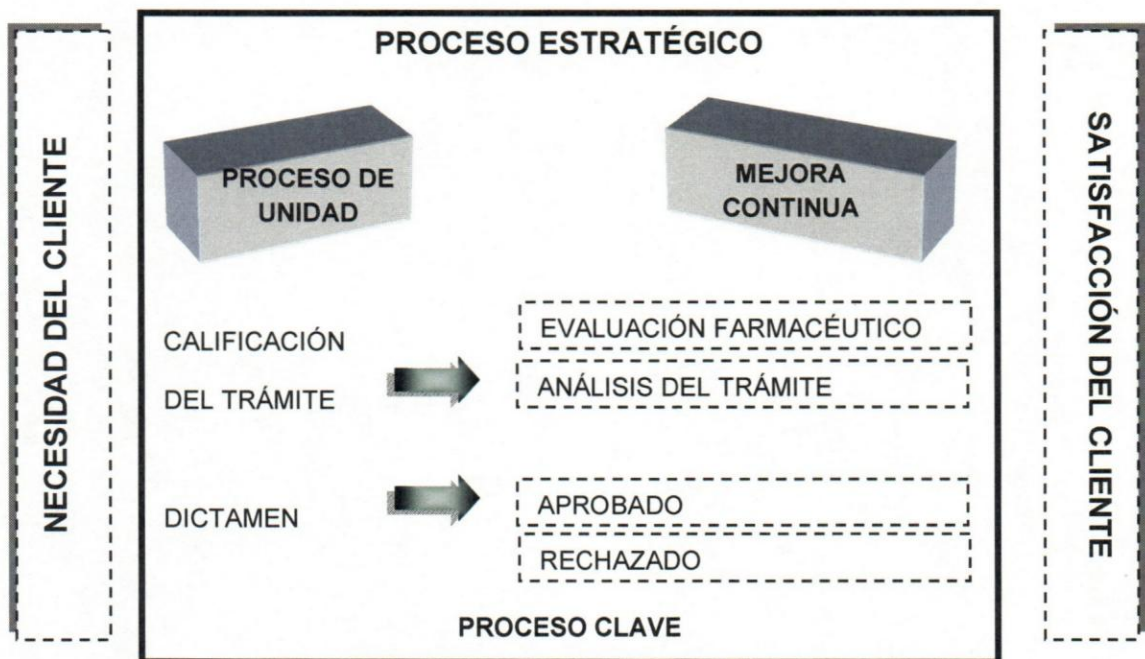 PROCESO ESTRATÉGICO
NECESIDAD DEL CLIENTE
PROCESO DE
UNIDAD
MEJORA
CONTINUA
CALIFICACIÓN
DEL TRÁMITE
EVALUACIÓN FARMACÉUTICO
ANÁLISIS DEL TRÁMITE
DICTAMEN
APROBADO
RECHAZADO
PROCESO CLAVE
SATISFACCIÓN DEL CLIENTE